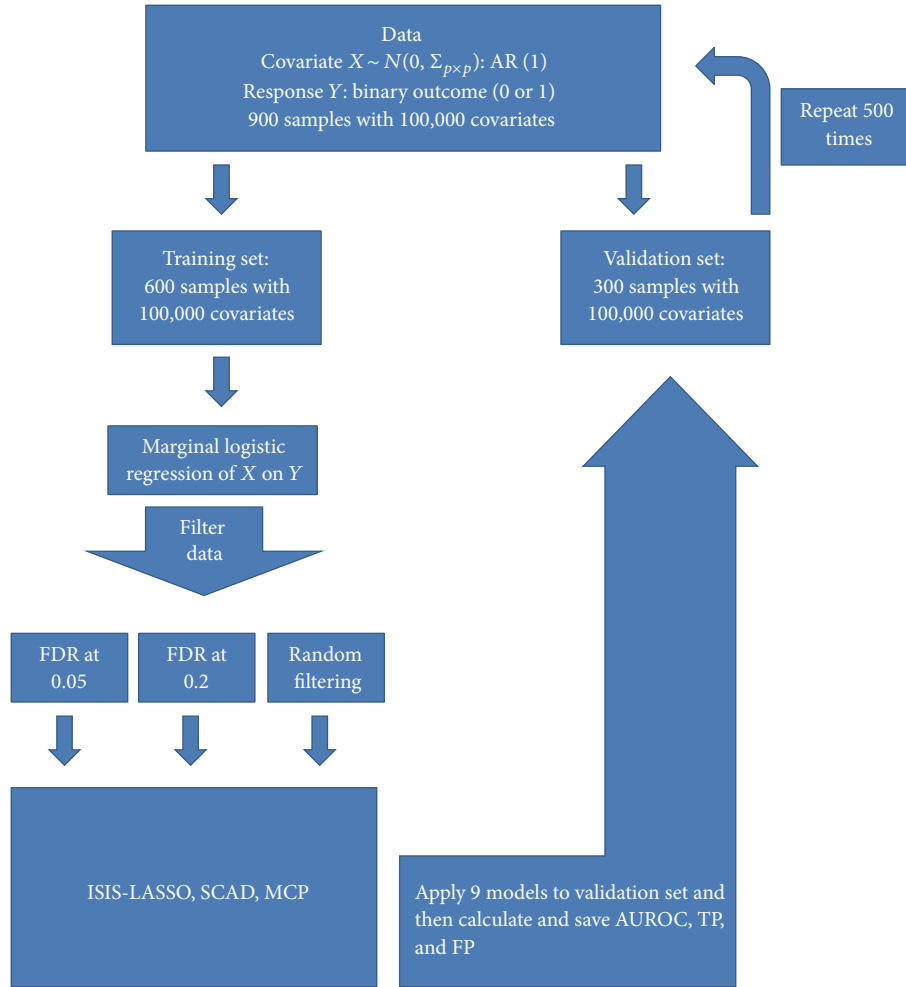 Data
Covariate X ~ N(0, Σp×p): AR (1)
Response Y: binary outcome (0 or 1)
900 samples with 100,000 covariates
Repeat 500
times
Training set:
600 samples with
100,000 covariates
Validation set:
300 samples with
100,000 covariates
Marginal logistic
regression of X on Y
Filter
data
FDR at
0.05
FDR at
0.2
Random
filtering
ISIS-LASSO, SCAD, MCP
Apply 9 models to validation set and
then calculate and save AUROC, TP,
and FP